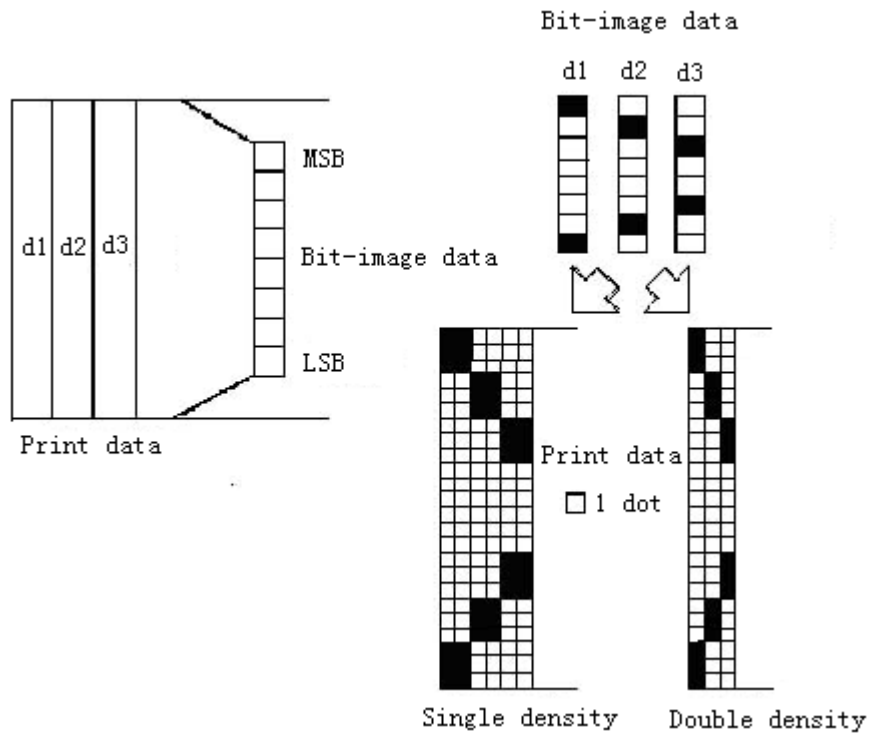 Bit-image data
d1 d2 d3
MSB
d1 d2 d3
Bit-image data
LSB
Print data
Print data
1 dot
Single density
Double density